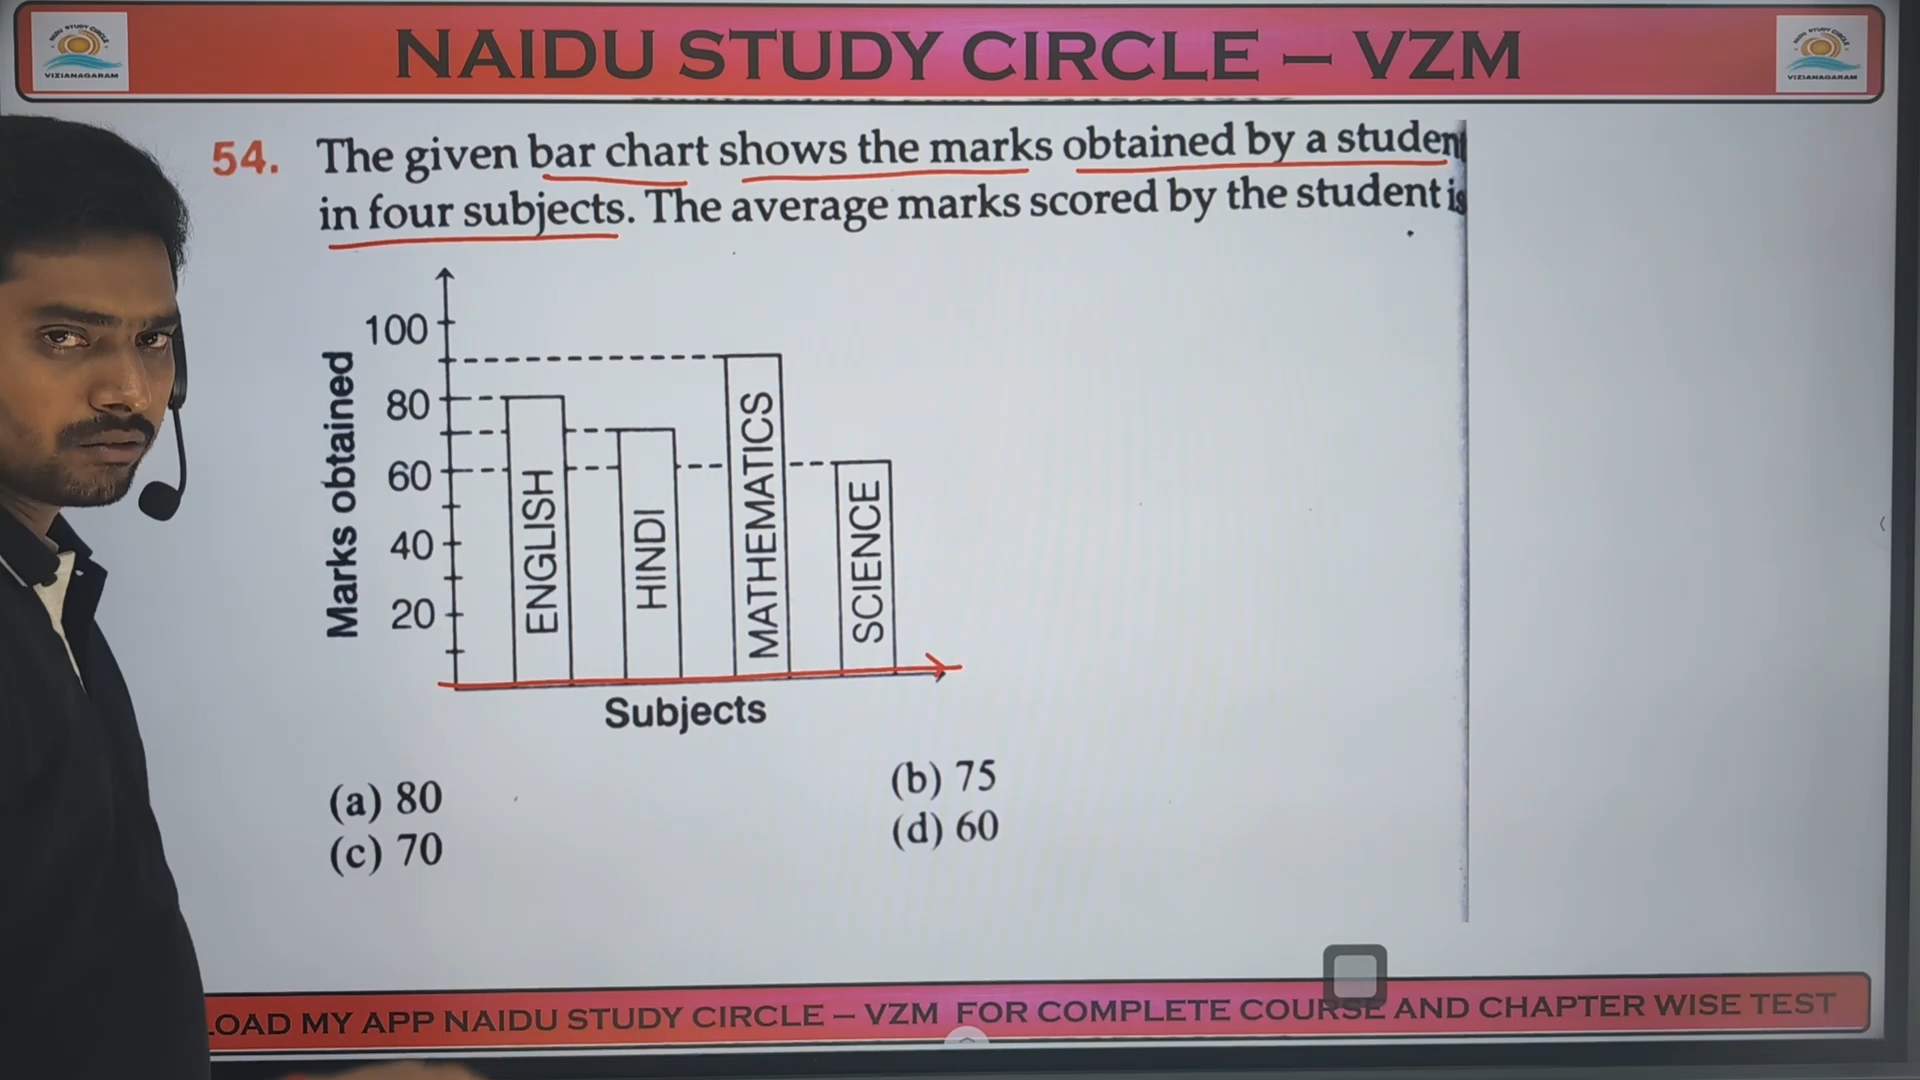 NAIDU STUDY CIRCLE – VZM
VIZIANAGARAM
VIZIANAGARAM
54. The given bar chart shows the marks obtained by a student
in four subjects. The average marks scored by the student is
Marks obtained
100
80
60
40
20
ENGLISH
HINDI
MATHEMATICS
SCIENCE
Subjects
(a) 80
(b) 75
(c) 70
(d) 60
OAD MY APP NAIDU STUDY CIRCLE – VZM FOR COMPLETE COURSE AND CHAPTER WISE TEST